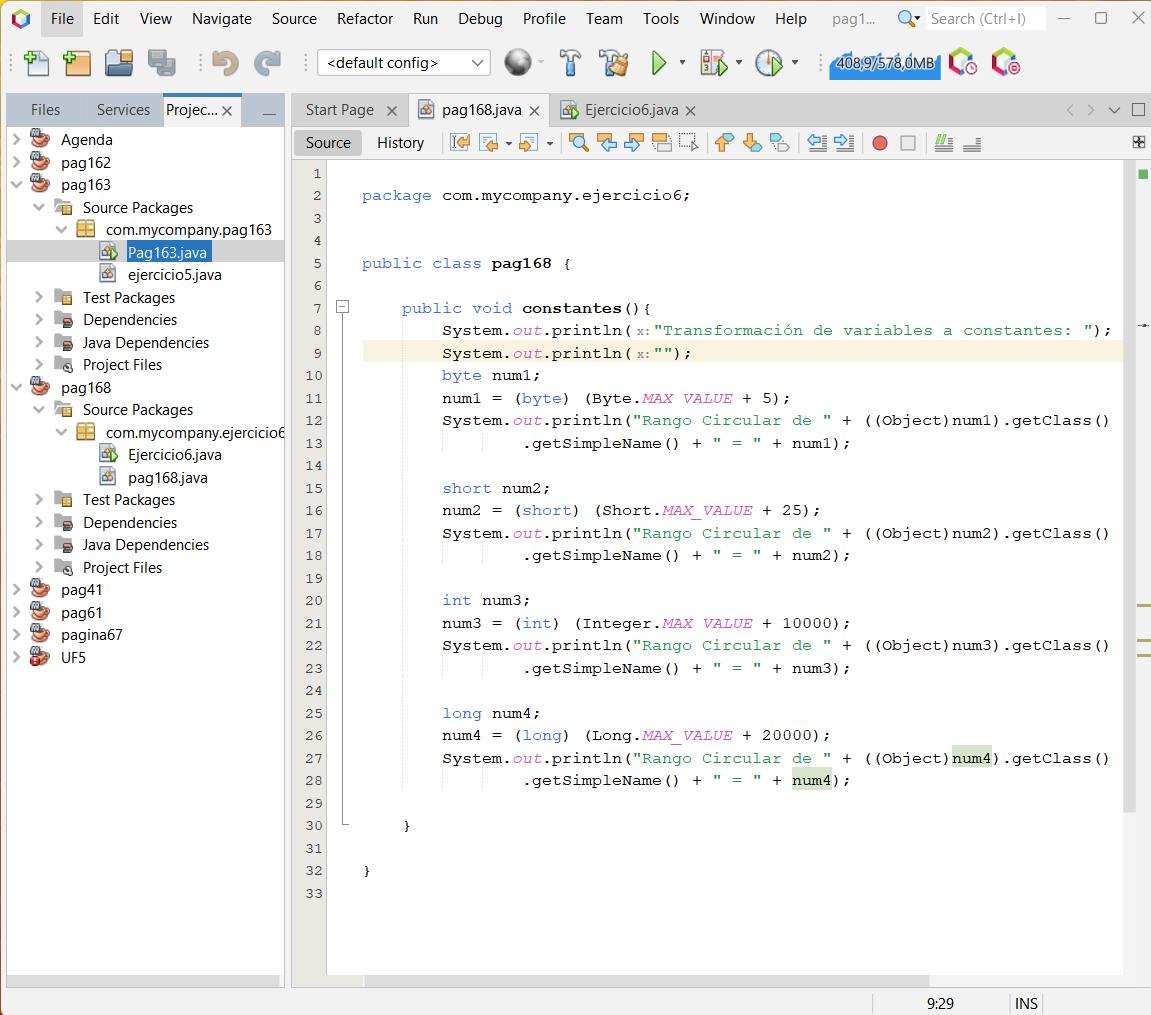 File Edit View Navigate Source Refactor Run Debug Profile Team Tools Window Help pag1... Search (Ctrl+I)
<default config> 408,9/578,0MB
Files Services Projec...
Start Page pag168.java Ejercicio6.java
Source History
Agenda
pag162
pag163
Source Packages
com.mycompany.pag163
Pag163.java
ejercicio5.java
Test Packages
Dependencies
Java Dependencies
Project Files
pag168
Source Packages
com.mycompany.ejercicio6
Ejercicio6.java
pag168.java
Test Packages
Dependencies
Java Dependencies
Project Files
pag41
pag61
pagina67
UF5
1
2 package com.mycompany.ejercicio6;
3
4
5 public class pag168 {
6
7 public void constantes(){
8 System.out.println( x: "Transformación de variables a constantes: ");
9 System.out.println( x: "");
10 byte num1;
11 num1 = (byte) (Byte.MAX_VALUE + 5);
12 System.out.println("Rango Circular de " + ((Object)num1).getClass()
13 .getSimpleName() + " = " + num1);
14
15 short num2;
16 num2 = (short) (Short.MAX_VALUE + 25);
17 System.out.println("Rango Circular de " + ((Object)num2).getClass()
18 .getSimpleName() + " = " + num2);
19
20 int num3;
21 num3 = (int) (Integer.MAX_VALUE + 10000);
22 System.out.println("Rango Circular de " + ((Object)num3).getClass()
23 .getSimpleName() + " = " + num3);
24
25 long num4;
26 num4 = (long) (Long.MAX_VALUE + 20000);
27 System.out.println("Rango Circular de " + ((Object)num4).getClass()
28 .getSimpleName() + " = " + num4);
29
30 }
31
32 }
33
9:29 INS